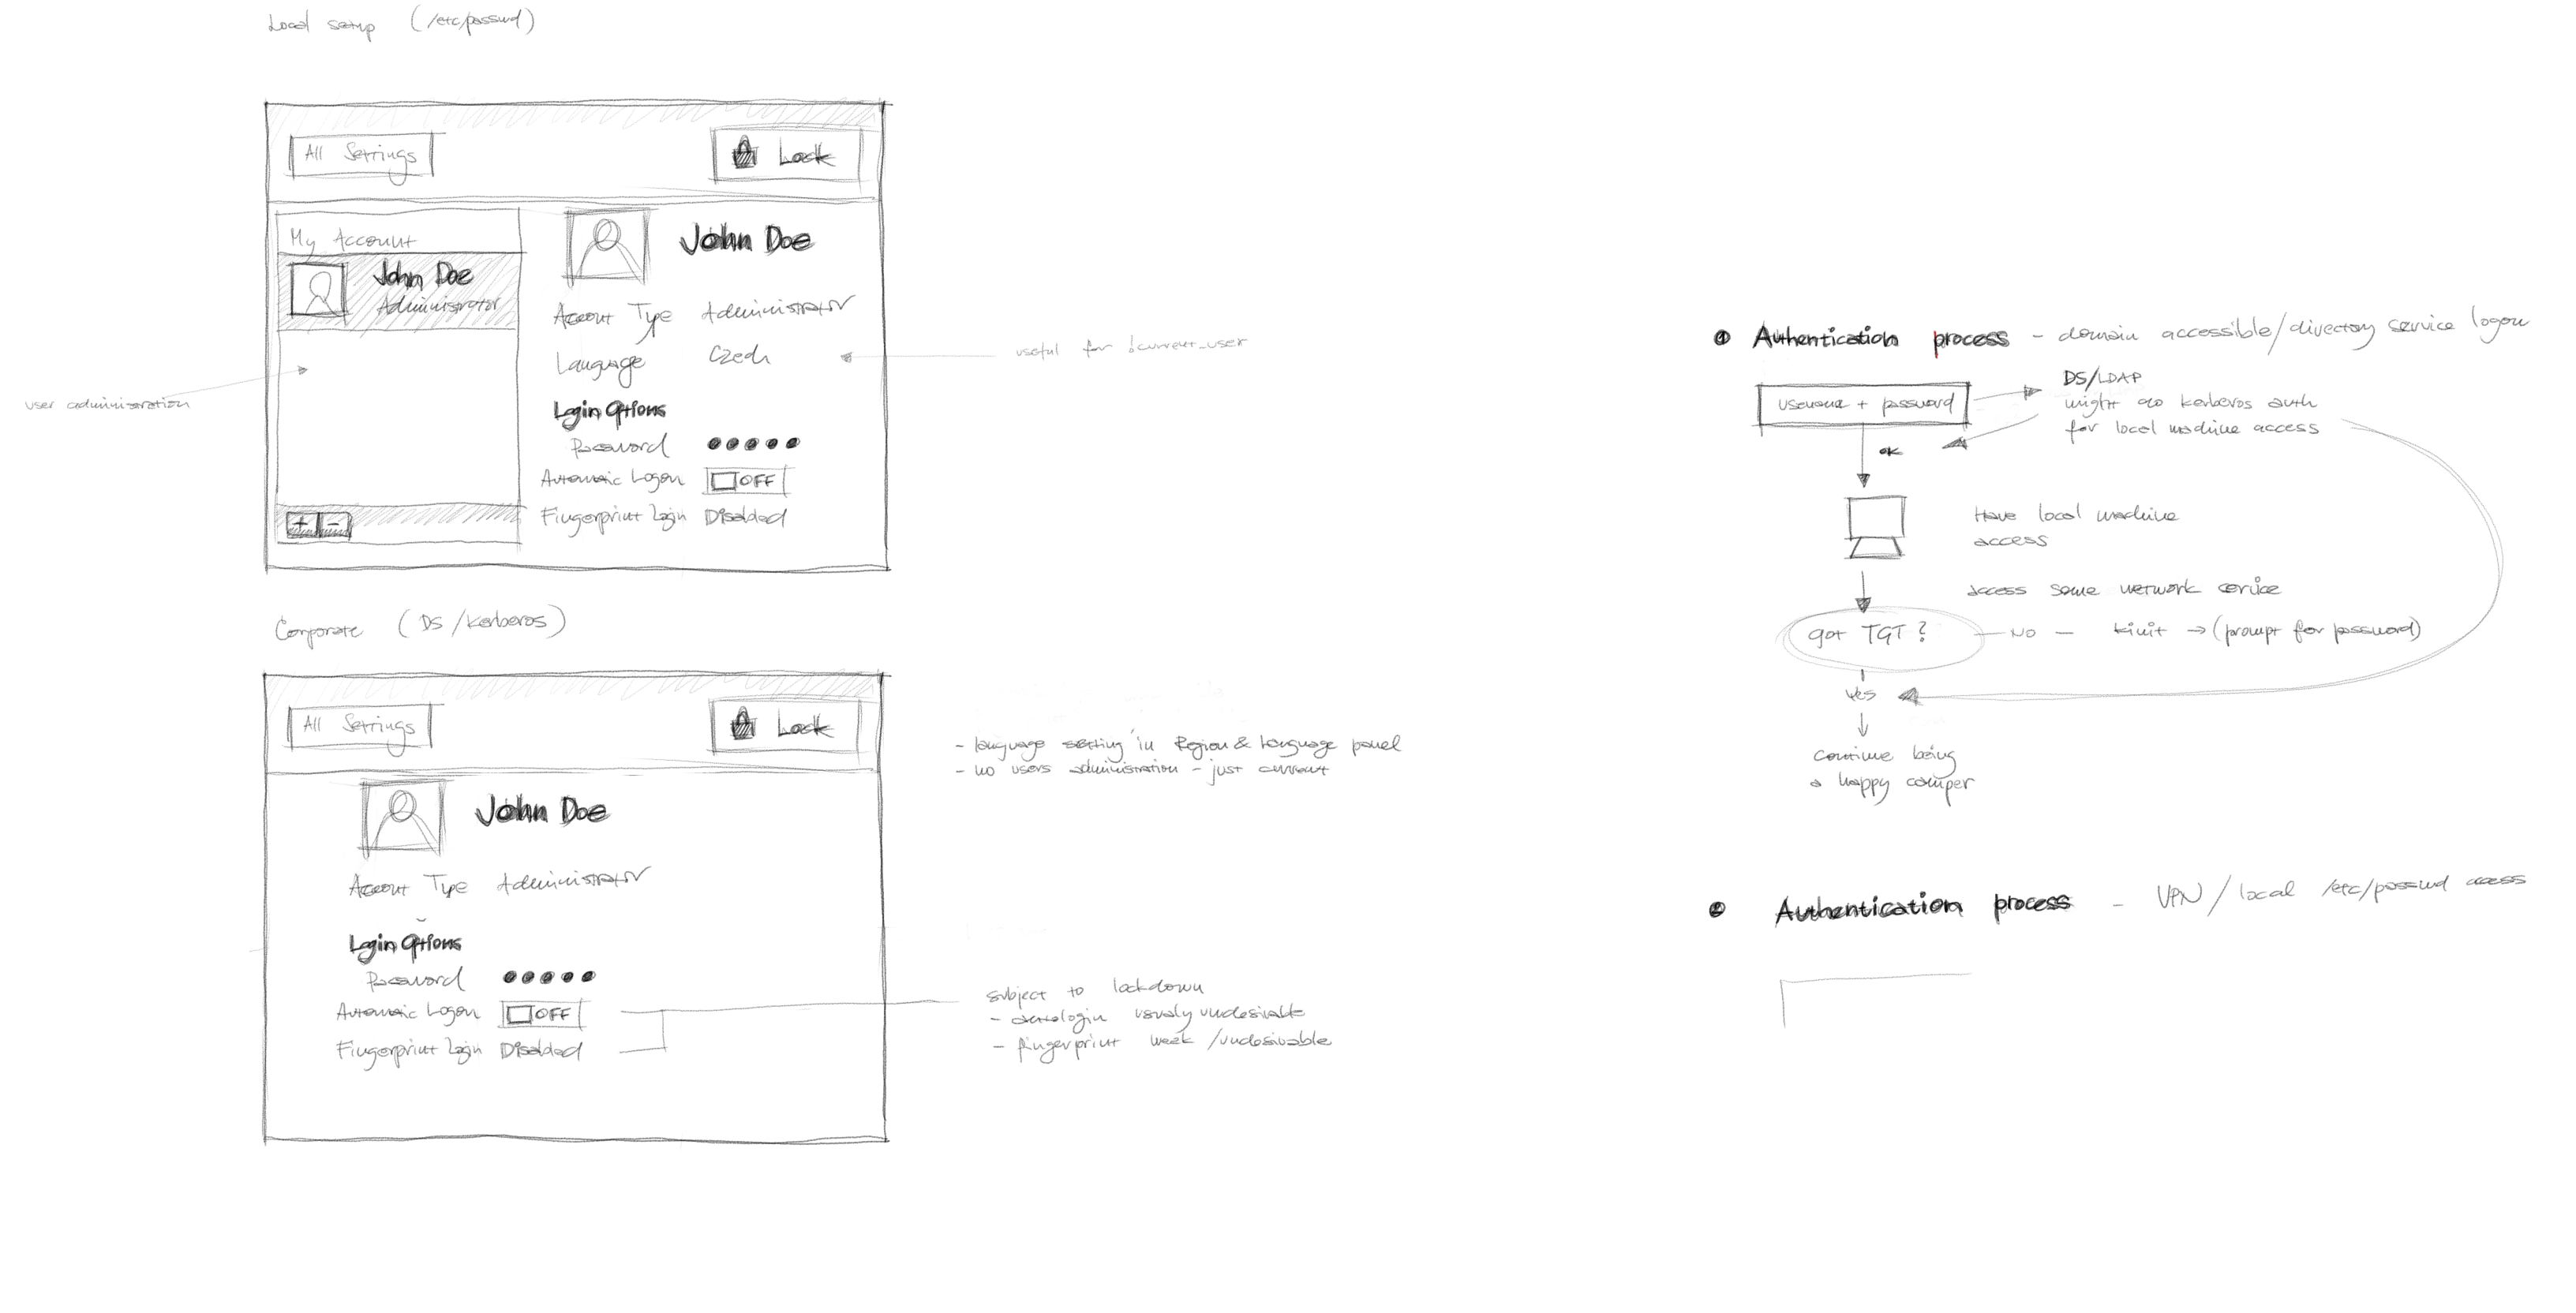 Local setup (/etc/passwd)
All Settings
Lock
My Account
John Doe
Administrator
John Doe
Account Type Administrator
Language Czech
Login Options
Password
Automatic Logon OFF
Fingerprint Login Disabled
user administration
useful for !current_user
Corporate (DS/Kerberos)
All Settings
Lock
John Doe
Account Type Administrator
Login Options
Password
Automatic Logon OFF
Fingerprint Login Disabled
- language setting in Region & Language panel
- no users administration - just current
subject to lockdown
- autologin usualy undesirable
- fingerprint weak /undesirable
1 Authentication process - domain accessible/directory service logon
username + password
DS/LDAP
might do kerberos auth
for local machine access
OK
Have local machine
access
access some network service
got TGT?
NO - kinit → (prompt for password)
Yes
Continue being
a happy camper
2 Authentication process - VPN / local /etc/passwd access